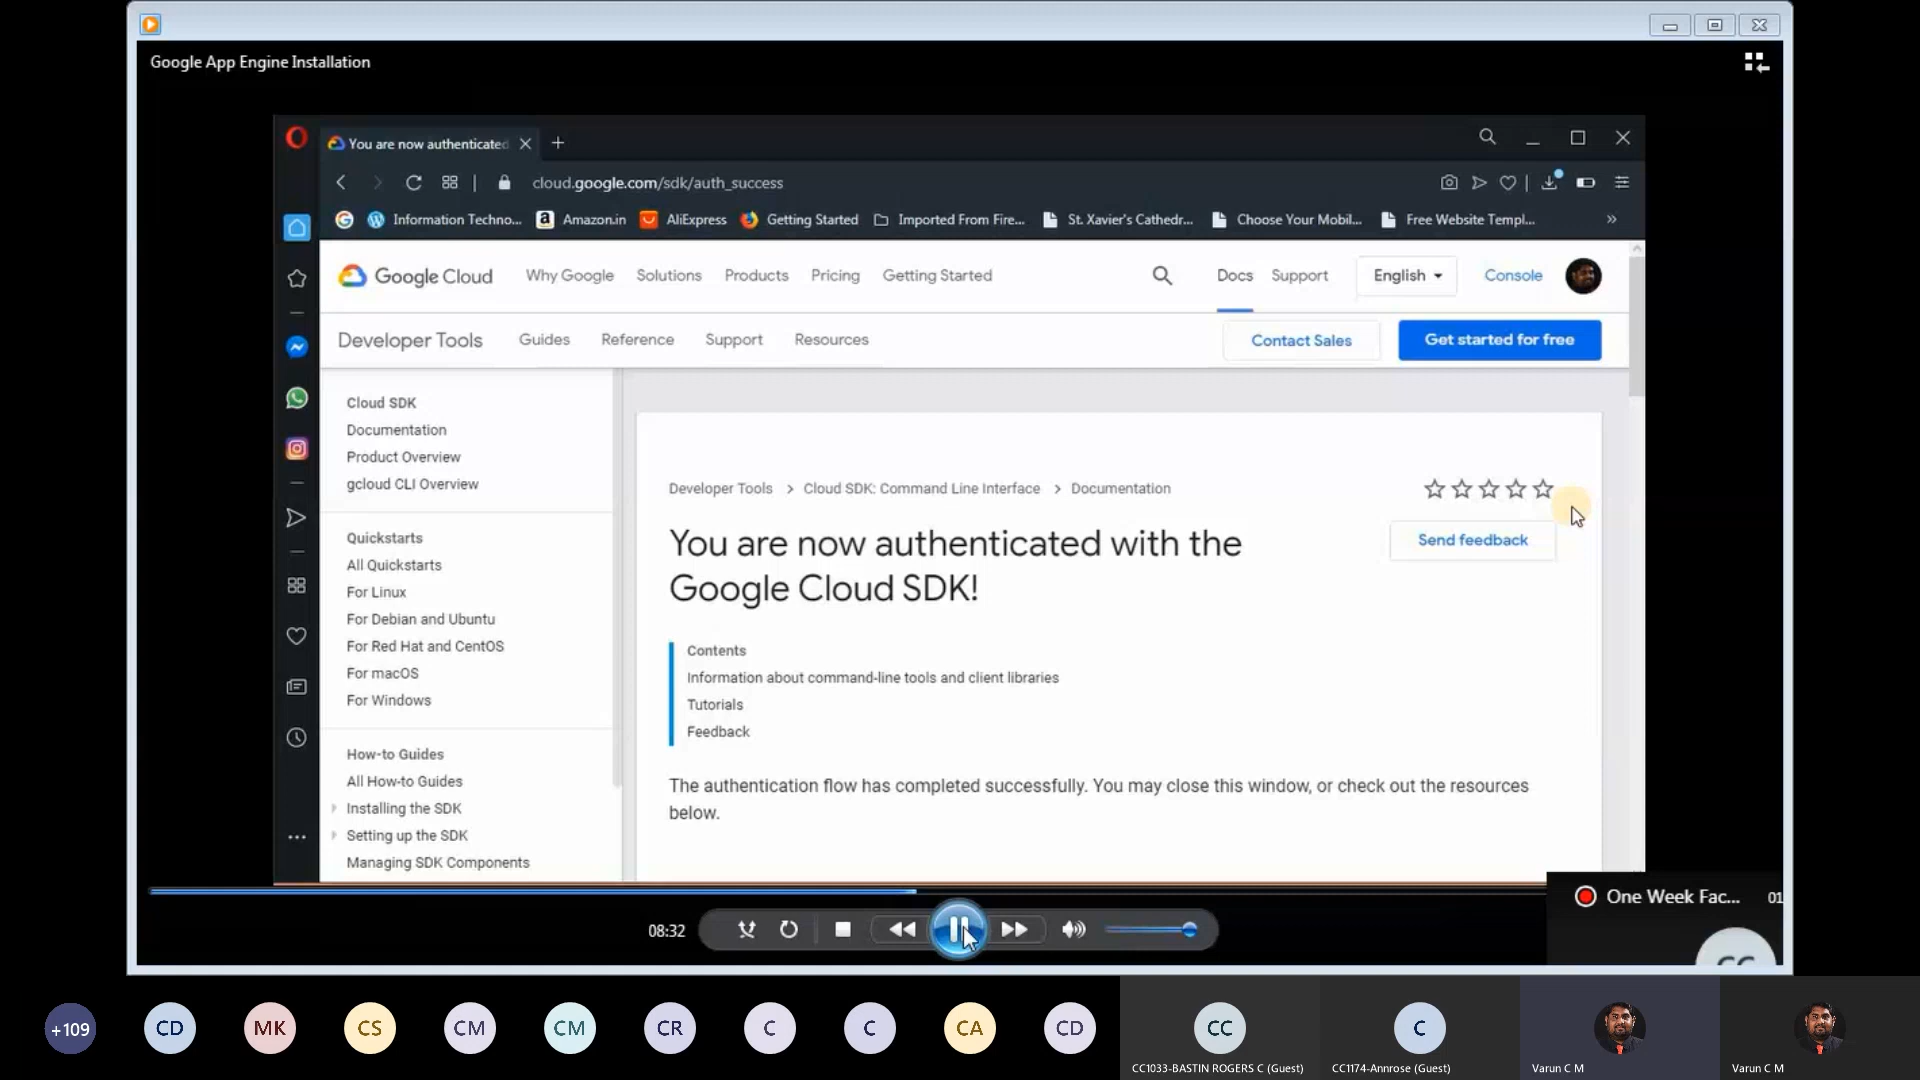 Google App Engine Installation
You are now authenticated
cloud.google.com/sdk/auth_success
Information Techno... Amazon.in AliExpress Getting Started Imported From Fire... St. Xavier's Cathedr... Choose Your Mobil... Free Website Templ... »
Google Cloud Why Google Solutions Products Pricing Getting Started Docs Support English Console
Developer Tools Guides Reference Support Resources Contact Sales Get started for free
Cloud SDK
Documentation
Product Overview
gcloud CLI Overview
Quickstarts
All Quickstarts
For Linux
For Debian and Ubuntu
For Red Hat and CentOS
For macOS
For Windows
How-to Guides
All How-to Guides
Installing the SDK
Setting up the SDK
Managing SDK Components
Developer Tools > Cloud SDK: Command Line Interface > Documentation
Send feedback
You are now authenticated with the
Google Cloud SDK!
Contents
Information about command-line tools and client libraries
Tutorials
Feedback
The authentication flow has completed successfully. You may close this window, or check out the resources
below.
One Week Fac... 01
CC
08:32
+109 CD MK CS CM CM CR C C CA CD CC C
CC1033-BASTIN ROGERS C (Guest) CC1174-Annrose (Guest) Varun C M Varun C M